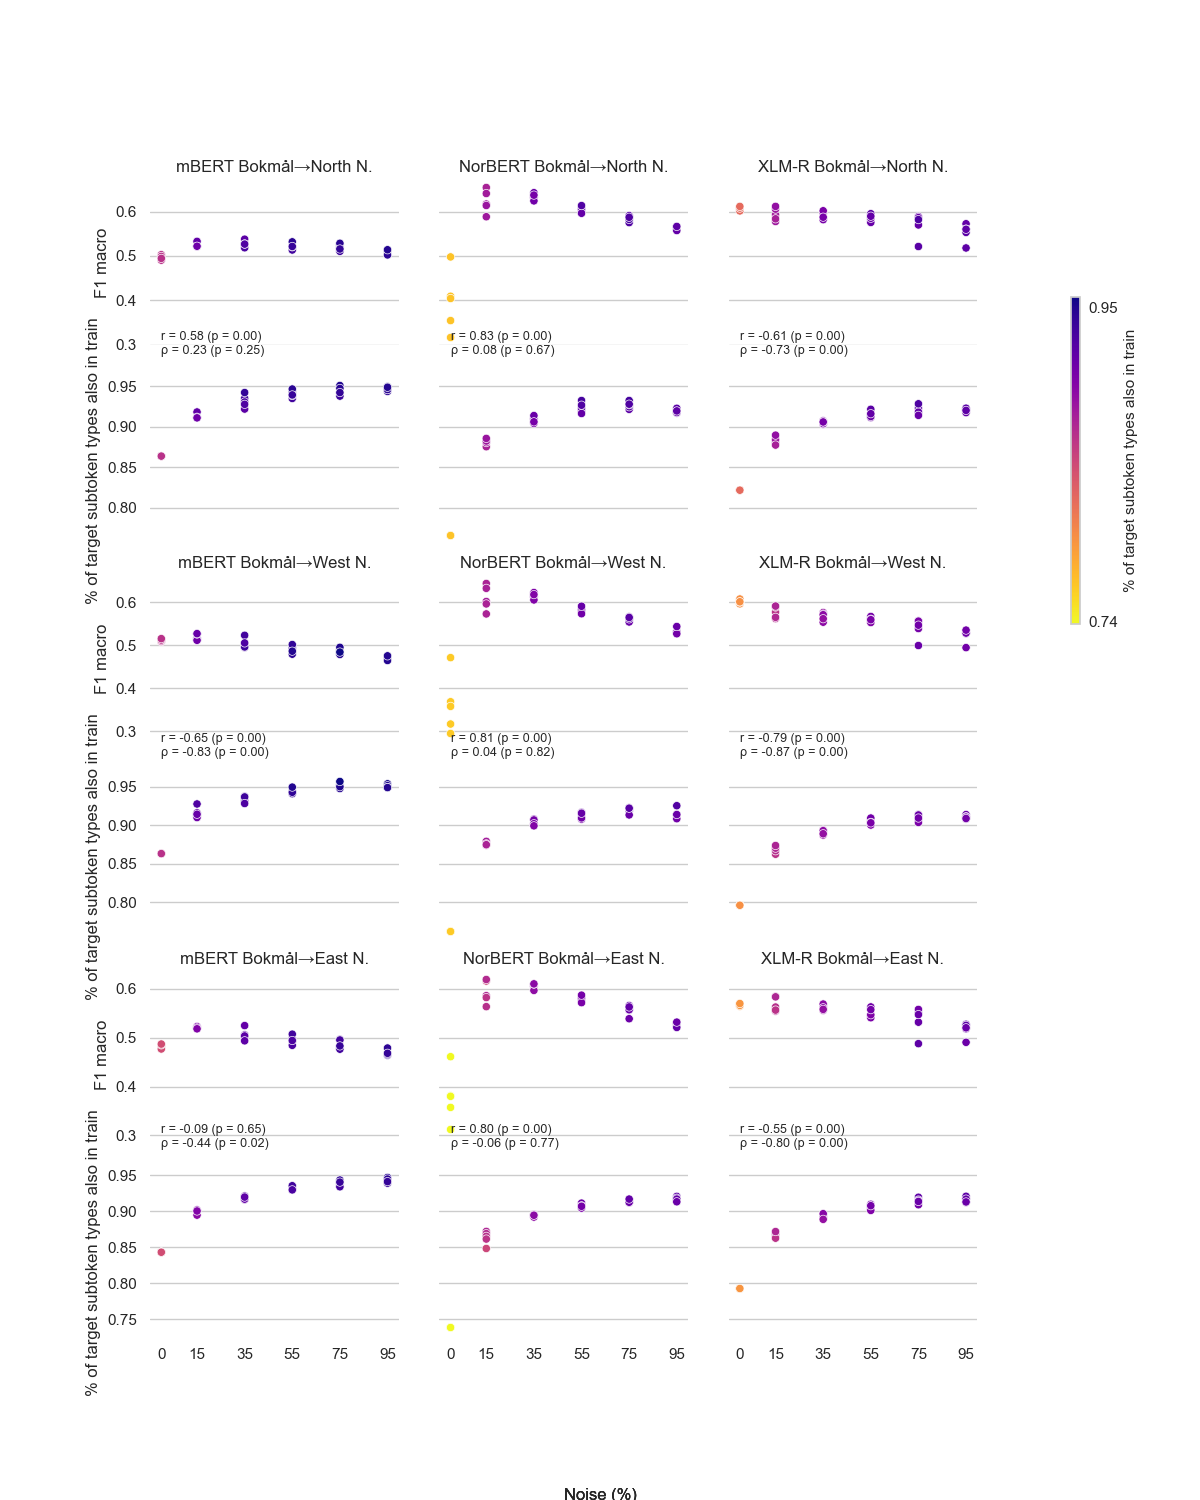 mBERT Bokmål→North N.
NorBERT Bokmål→North N.
XLM-R Bokmål→North N.
F1 macro
0.6
0.5
0.4
0.3
r = 0.58 (p = 0.00)
ρ = 0.23 (p = 0.25)
r = 0.83 (p = 0.00)
ρ = 0.08 (p = 0.67)
r = -0.61 (p = 0.00)
ρ = -0.73 (p = 0.00)
% of target subtoken types also in train
0.95
0.90
0.85
0.80
mBERT Bokmål→West N.
NorBERT Bokmål→West N.
XLM-R Bokmål→West N.
F1 macro
0.6
0.5
0.4
0.3
r = -0.65 (p = 0.00)
ρ = -0.83 (p = 0.00)
r = 0.81 (p = 0.00)
ρ = 0.04 (p = 0.82)
r = -0.79 (p = 0.00)
ρ = -0.87 (p = 0.00)
% of target subtoken types also in train
0.95
0.90
0.85
0.80
mBERT Bokmål→East N.
NorBERT Bokmål→East N.
XLM-R Bokmål→East N.
F1 macro
0.6
0.5
0.4
0.3
r = -0.09 (p = 0.65)
ρ = -0.44 (p = 0.02)
r = 0.80 (p = 0.00)
ρ = -0.06 (p = 0.77)
r = -0.55 (p = 0.00)
ρ = -0.80 (p = 0.00)
% of target subtoken types also in train
0.95
0.90
0.85
0.80
0.75
0 15 35 55 75 95
0 15 35 55 75 95
0 15 35 55 75 95
Noise (%)
0.95
% of target subtoken types also in train
0.74